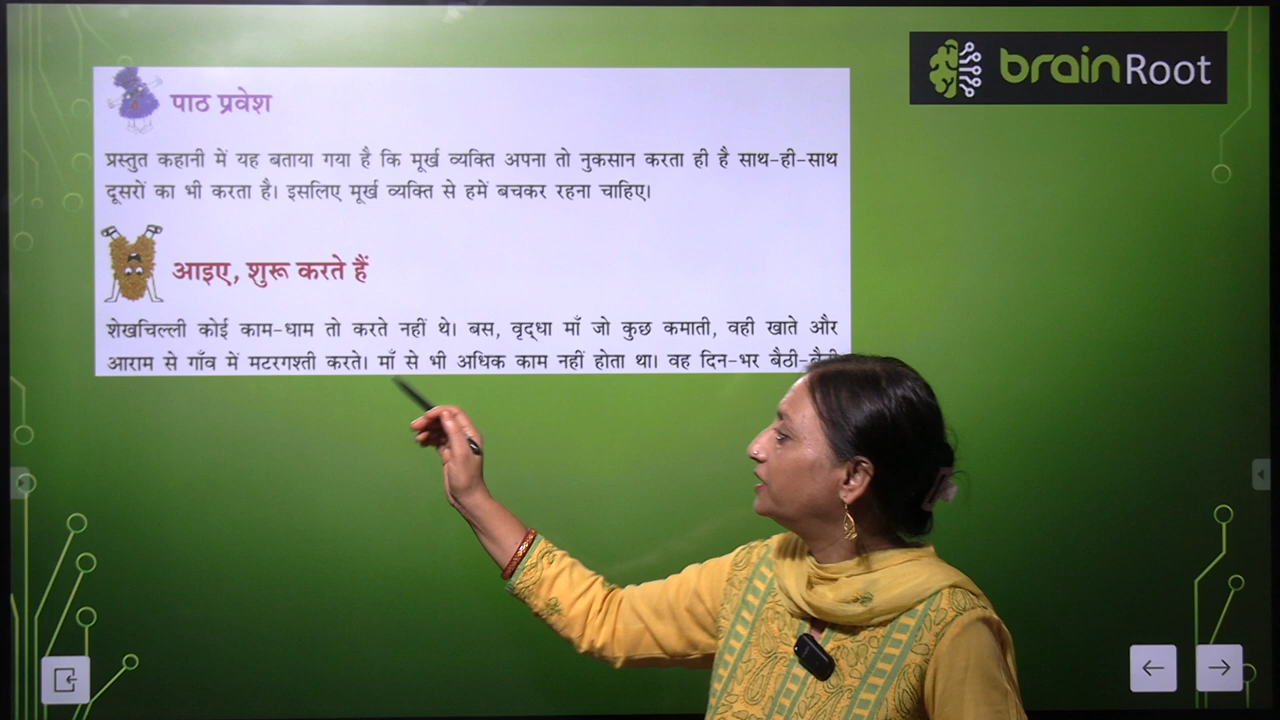 brainRoot
पाठ प्रवेश
प्रस्तुत कहानी में यह बताया गया है कि मूर्ख व्यक्ति अपना तो नुकसान करता ही है साथ-ही-साथ
दूसरों का भी करता है। इसलिए मूर्ख व्यक्ति से हमें बचकर रहना चाहिए।
आइए, शुरू करते हैं
शेखचिल्ली कोई काम-धाम तो करते नहीं थे। बस, वृद्धा माँ जो कुछ कमाती, वही खाते और
आराम से गाँव में मटरगश्ती करते। माँ से भी अधिक काम नहीं होता था। वह दिन-भर बैठी-बैठी